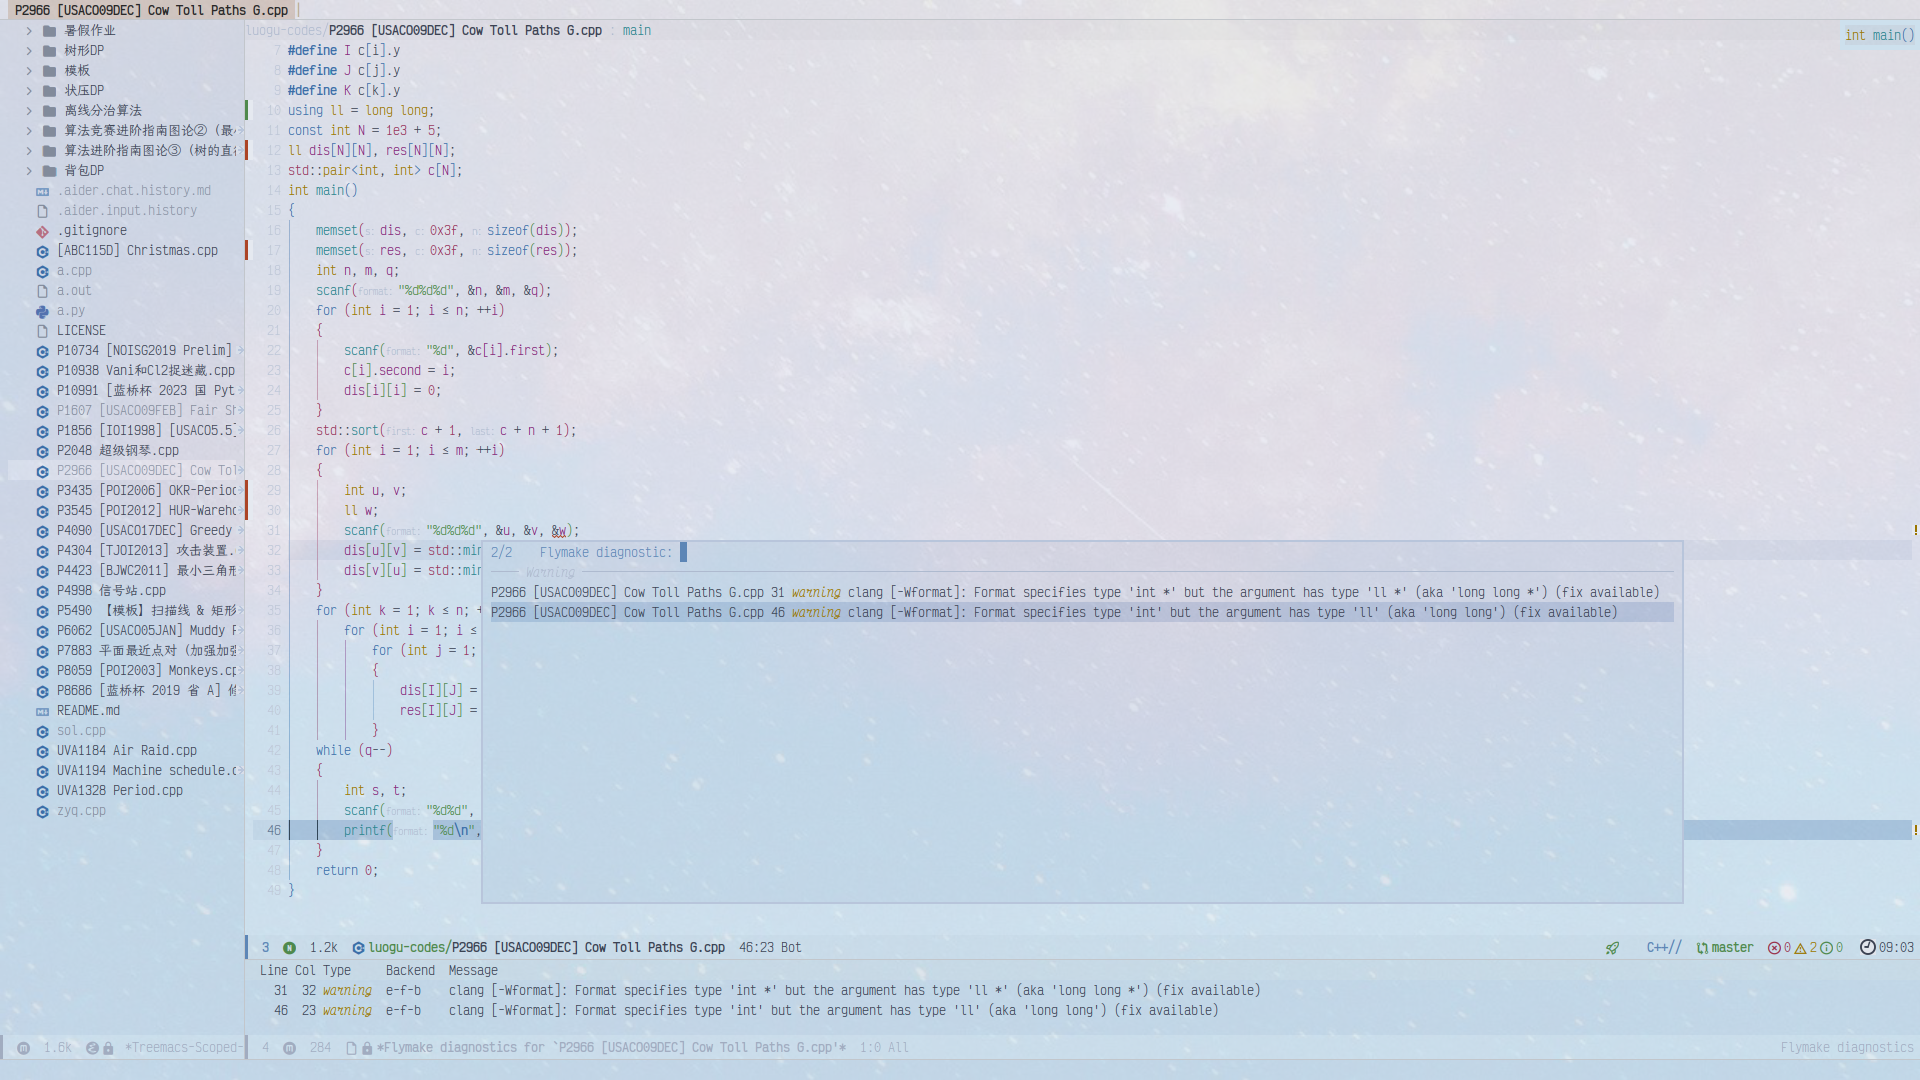 P2966 [USACO09DEC] Cow Toll Paths G.cpp
暑假作业
树形DP
模板
状压DP
离线分治算法
算法竞赛进阶指南图论②（最
算法进阶指南图论③（树的直
背包DP
.aider.chat.history.md
.aider.input.history
.gitignore
[ABC115D] Christmas.cpp
a.cpp
a.out
a.py
LICENSE
P10734 [NOISG2019 Prelim]
P10938 Vani和Cl2捉迷藏.cpp
P10991 [蓝桥杯 2023 国 Pyt
P1607 [USACO09FEB] Fair Sh
P1856 [IOI1998] [USACO5.5]
P2048 超级钢琴.cpp
P2966 [USACO09DEC] Cow Tol
P3435 [POI2006] OKR-Period
P3545 [POI2012] HUR-Wareho
P4090 [USACO17DEC] Greedy
P4304 [TJOI2013] 攻击装置.
P4423 [BJWC2011] 最小三角形
P4998 信号站.cpp
P5490 【模板】扫描线 & 矩形
P6062 [USACO05JAN] Muddy F
P7883 平面最近点对（加强加强
P8059 [POI2003] Monkeys.cp
P8686 [蓝桥杯 2019 省 A] 修
README.md
sol.cpp
UVA1184 Air Raid.cpp
UVA1194 Machine schedule.c
UVA1328 Period.cpp
zyq.cpp
luogu-codes/P2966 [USACO09DEC] Cow Toll Paths G.cpp : main
int main()
7 #define I c[i].y
8 #define J c[j].y
9 #define K c[k].y
10 using ll = long long;
11 const int N = 1e3 + 5;
12 ll dis[N][N], res[N][N];
13 std::pair<int, int> c[N];
14 int main()
15 {
16 memset(s: dis, c: 0x3f, n: sizeof(dis));
17 memset(s: res, c: 0x3f, n: sizeof(res));
18 int n, m, q;
19 scanf(format: "%d%d%d", &n, &m, &q);
20 for (int i = 1; i ≤ n; ++i)
21 {
22 scanf(format: "%d", &c[i].first);
23 c[i].second = i;
24 dis[i][i] = 0;
25 }
26 std::sort(first: c + 1, last: c + n + 1);
27 for (int i = 1; i ≤ m; ++i)
28 {
29 int u, v;
30 ll w;
31 scanf(format: "%d%d%d", &u, &v, &w);
32 dis[u][v] = std::min
33 dis[v][u] = std::min
34 }
35 for (int k = 1; k ≤ n; +
36 for (int i = 1; i ≤
37 for (int j = 1;
38 {
39 dis[I][J] =
40 res[I][J] =
41 }
42 while (q--)
43 {
44 int s, t;
45 scanf(format: "%d%d",
46 printf(format: "%d\n",
47 }
48 return 0;
49 }
2/2 Flymake diagnostic:
Warning
P2966 [USACO09DEC] Cow Toll Paths G.cpp 31 warning clang [-Wformat]: Format specifies type 'int *' but the argument has type 'll *' (aka 'long long *') (fix available)
P2966 [USACO09DEC] Cow Toll Paths G.cpp 46 warning clang [-Wformat]: Format specifies type 'int' but the argument has type 'll' (aka 'long long') (fix available)
3 N 1.2k luogu-codes/P2966 [USACO09DEC] Cow Toll Paths G.cpp 46:23 Bot C++// master 0 2 0 09:03
Line Col Type Backend Message
31 32 warning e-f-b clang [-Wformat]: Format specifies type 'int *' but the argument has type 'll *' (aka 'long long *') (fix available)
46 23 warning e-f-b clang [-Wformat]: Format specifies type 'int' but the argument has type 'll' (aka 'long long') (fix available)
m 1.6k *Treemacs-Scoped-
4 m 284 *Flymake diagnostics for `P2966 [USACO09DEC] Cow Toll Paths G.cpp'* 1:0 All Flymake diagnostics